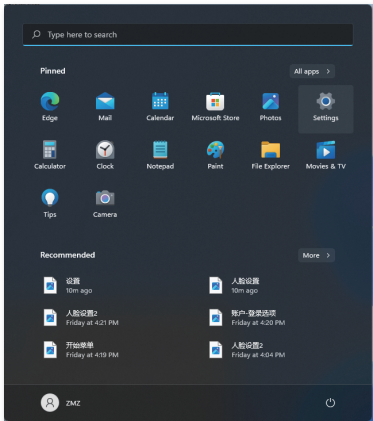 Type here to search
Pinned
All apps >
Edge
Mail
Calendar
Microsoft Store
Photos
Settings
Calculator
Clock
Notepad
Paint
File Explorer
Movies & TV
Tips
Camera
Recommended
More >
设置
10m ago
人脸设置
10m ago
人脸设置2
Friday at 4:21 PM
账户-登录选项
Friday at 4:20 PM
开始菜单
Friday at 4:19 PM
人脸设置2
Friday at 4:04 PM
ZMZ